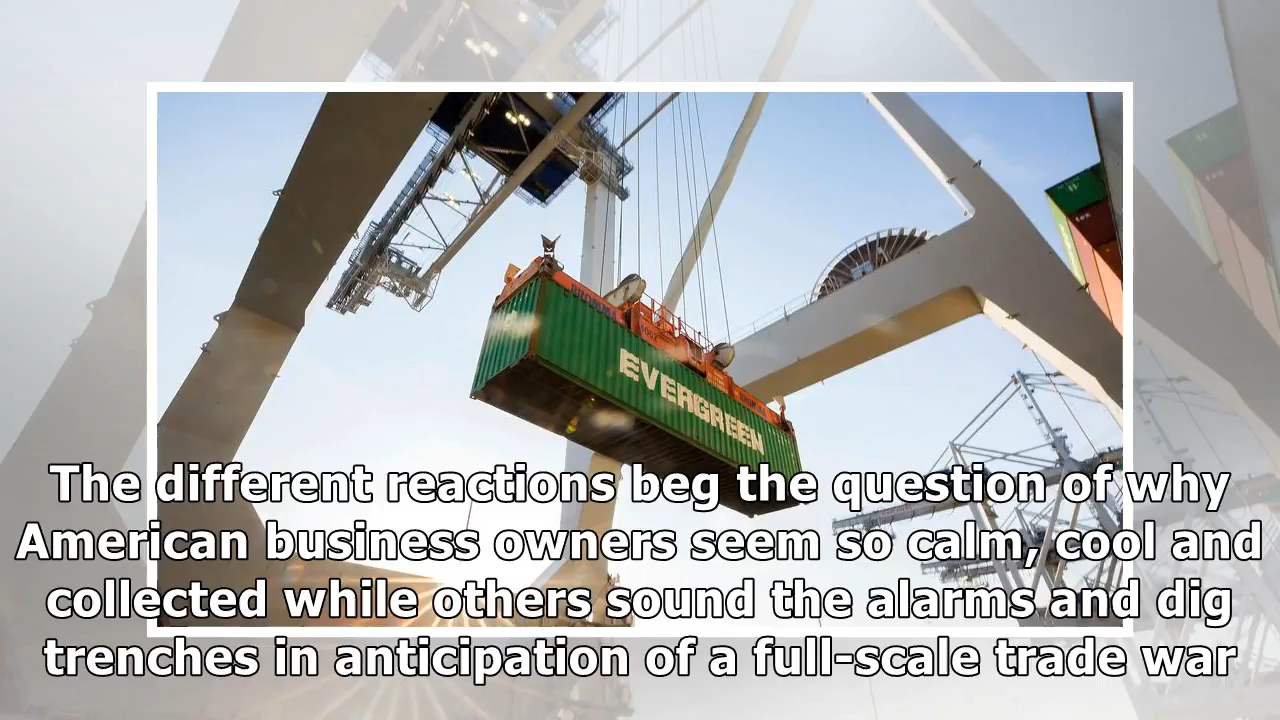 EVERGREEN
The different reactions beg the question of why
American business owners seem so calm, cool and
collected while others sound the alarms and dig
trenches in anticipation of a full-scale trade war